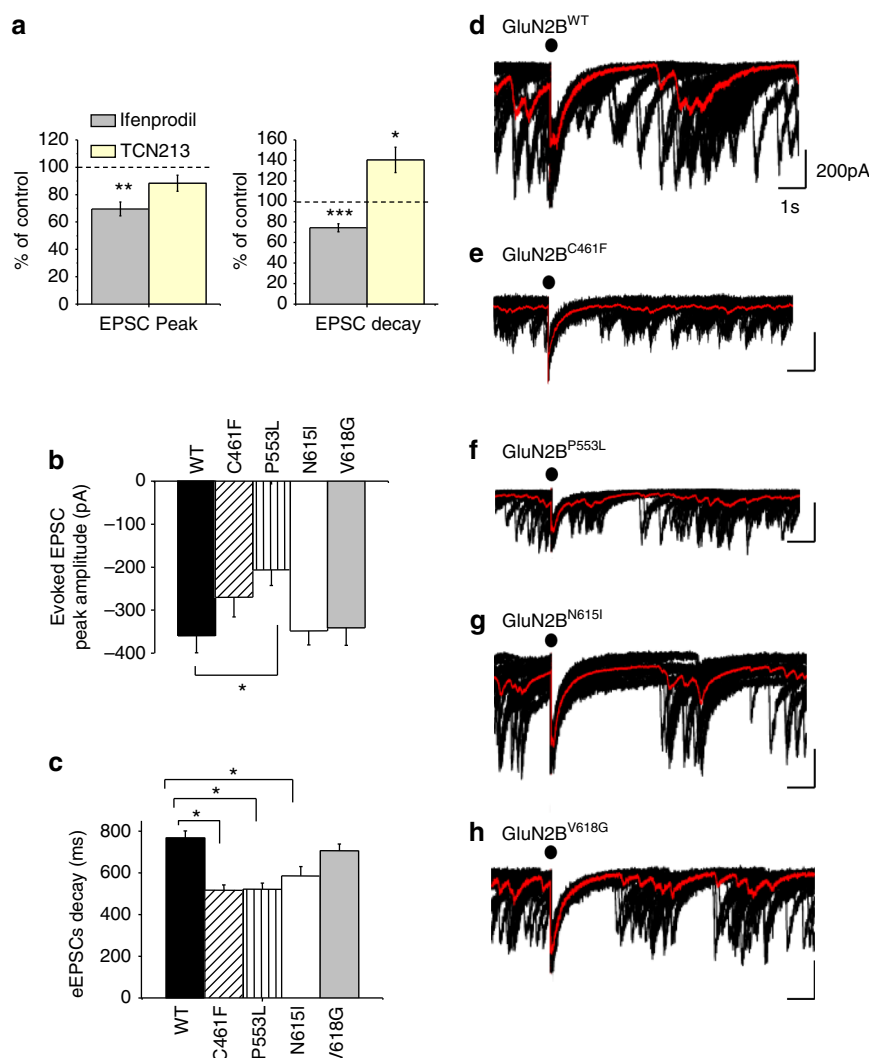 a
Ifenprodil
TCN213
% of control
120
100
80
60
40
20
0
**
EPSC Peak
% of control
160
140
120
100
80
60
40
20
0
***
*
EPSC decay
b
WT
C461F
P553L
N615I
V618G
Evoked EPSC
peak amplitude (pA)
0
−100
−200
−300
−400
*
c
eEPSCs decay (ms)
800
600
400
200
0
*
*
*
WT
C461F
P553L
N615I
V618G
d GluN2B^WT
200pA
1s
e GluN2B^C461F
f GluN2B^P553L
g GluN2B^N615I
h GluN2B^V618G